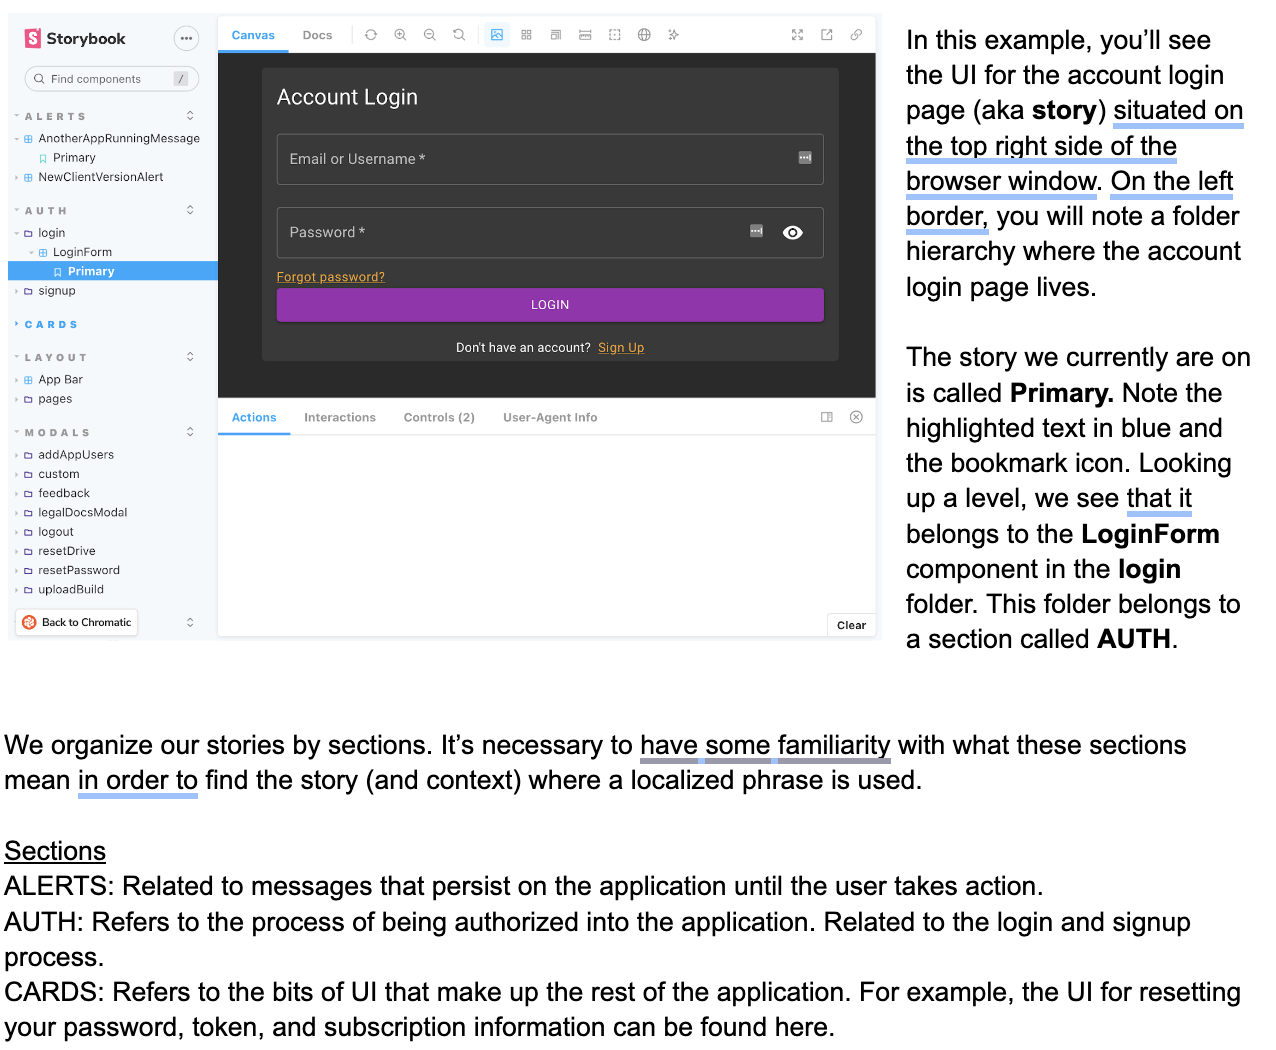 Storybook
Find components
/
ALERTS
AnotherAppRunningMessage
Primary
NewClientVersionAlert
AUTH
login
LoginForm
Primary
signup
CARDS
LAYOUT
App Bar
pages
MODALS
addAppUsers
custom
feedback
legalDocsModal
logout
resetDrive
resetPassword
uploadBuild
Back to Chromatic
Canvas
Docs
Account Login
Email or Username *
Password *
Forgot password?
LOGIN
Don't have an account? Sign Up
Actions
Interactions
Controls (2)
User-Agent Info
Clear
In this example, you’ll see
the UI for the account login
page (aka story) situated on
the top right side of the
browser window. On the left
border, you will note a folder
hierarchy where the account
login page lives.
The story we currently are on
is called Primary. Note the
highlighted text in blue and
the bookmark icon. Looking
up a level, we see that it
belongs to the LoginForm
component in the login
folder. This folder belongs to
a section called AUTH.
We organize our stories by sections. It’s necessary to have some familiarity with what these sections
mean in order to find the story (and context) where a localized phrase is used.
Sections
ALERTS: Related to messages that persist on the application until the user takes action.
AUTH: Refers to the process of being authorized into the application. Related to the login and signup
process.
CARDS: Refers to the bits of UI that make up the rest of the application. For example, the UI for resetting
your password, token, and subscription information can be found here.